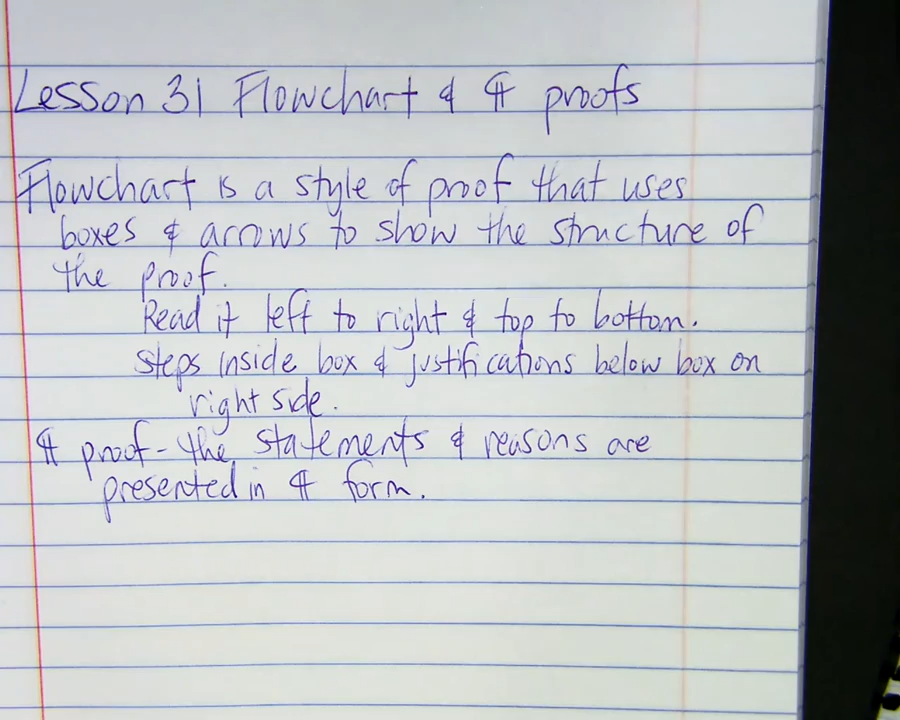 Lesson 31 Flowchart & ¶ proofs
Flowchart is a style of proof that uses
boxes & arrows to show the structure of
the proof.
Read it left to right & top to bottom.
Steps inside box & justifications below box on
right side.
¶ proof - the statements & reasons are
presented in ¶ form.